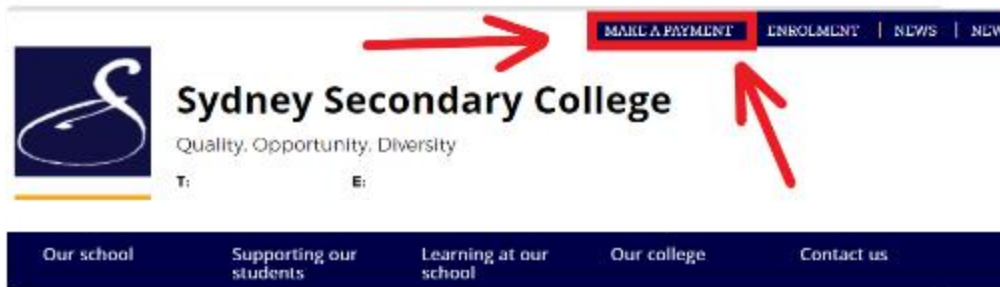 MAKE A PAYMENT ENROLMENT | NEWS |
Sydney Secondary College
Quality. Opportunity. Diversity
T: E:
Our school Supporting our students Learning at our school Our college Contact us